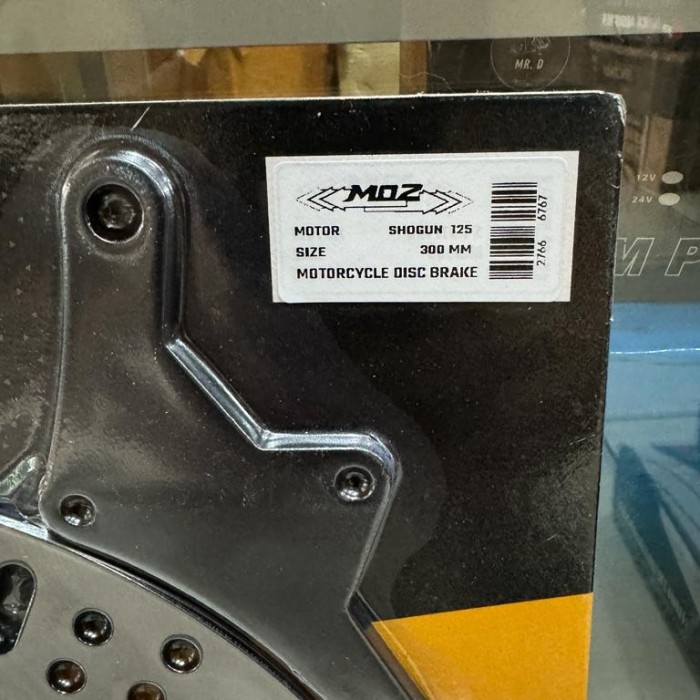 MR. D
12V
24V
M P
MOZ
MOTOR SHOGUN 125
SIZE 300 MM
MOTORCYCLE DISC BRAKE
2766 6767